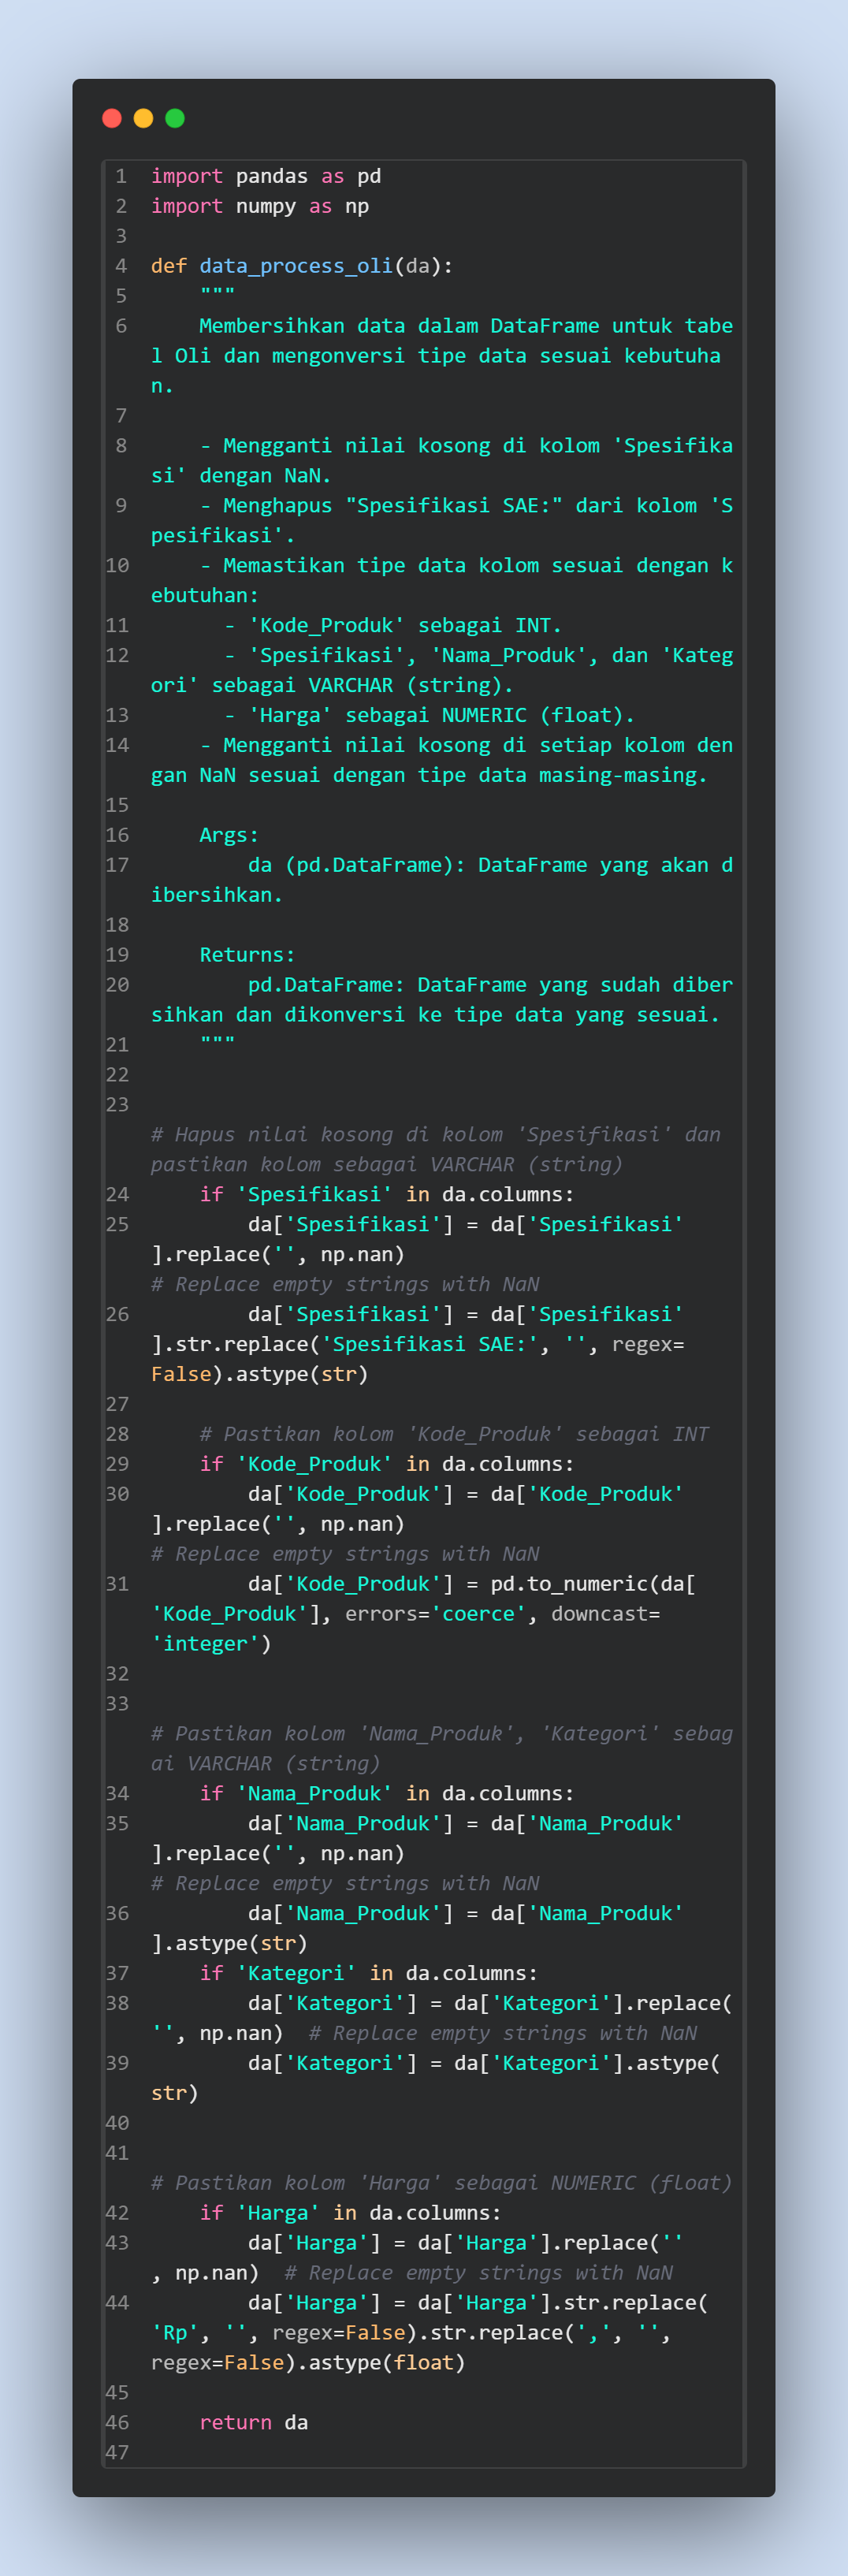 1 import pandas as pd
2 import numpy as np
3
4 def data_process_oli(da):
5     """
6     Membersihkan data dalam DataFrame untuk tabe
l Oli dan mengonversi tipe data sesuai kebutuha
n.
7
8     - Mengganti nilai kosong di kolom 'Spesifika
si' dengan NaN.
9     - Menghapus "Spesifikasi SAE:" dari kolom 'S
pesifikasi'.
10     - Memastikan tipe data kolom sesuai dengan k
ebutuhan:
11       - 'Kode_Produk' sebagai INT.
12       - 'Spesifikasi', 'Nama_Produk', dan 'Kateg
ori' sebagai VARCHAR (string).
13       - 'Harga' sebagai NUMERIC (float).
14     - Mengganti nilai kosong di setiap kolom den
gan NaN sesuai dengan tipe data masing-masing.
15
16     Args:
17         da (pd.DataFrame): DataFrame yang akan d
ibersihkan.
18
19     Returns:
20         pd.DataFrame: DataFrame yang sudah diber
sihkan dan dikonversi ke tipe data yang sesuai.
21     """
22
23
# Hapus nilai kosong di kolom 'Spesifikasi' dan
pastikan kolom sebagai VARCHAR (string)
24     if 'Spesifikasi' in da.columns:
25         da['Spesifikasi'] = da['Spesifikasi'
].replace('', np.nan)
# Replace empty strings with NaN
26         da['Spesifikasi'] = da['Spesifikasi'
].str.replace('Spesifikasi SAE:', '', regex=
False).astype(str)
27
28     # Pastikan kolom 'Kode_Produk' sebagai INT
29     if 'Kode_Produk' in da.columns:
30         da['Kode_Produk'] = da['Kode_Produk'
].replace('', np.nan)
# Replace empty strings with NaN
31         da['Kode_Produk'] = pd.to_numeric(da[
'Kode_Produk'], errors='coerce', downcast=
'integer')
32
33
# Pastikan kolom 'Nama_Produk', 'Kategori' sebag
ai VARCHAR (string)
34     if 'Nama_Produk' in da.columns:
35         da['Nama_Produk'] = da['Nama_Produk'
].replace('', np.nan)
# Replace empty strings with NaN
36         da['Nama_Produk'] = da['Nama_Produk'
].astype(str)
37     if 'Kategori' in da.columns:
38         da['Kategori'] = da['Kategori'].replace(
'', np.nan)  # Replace empty strings with NaN
39         da['Kategori'] = da['Kategori'].astype(
str)
40
41
# Pastikan kolom 'Harga' sebagai NUMERIC (float)
42     if 'Harga' in da.columns:
43         da['Harga'] = da['Harga'].replace(''
, np.nan)  # Replace empty strings with NaN
44         da['Harga'] = da['Harga'].str.replace(
'Rp', '', regex=False).str.replace(',', '',
regex=False).astype(float)
45
46     return da
47